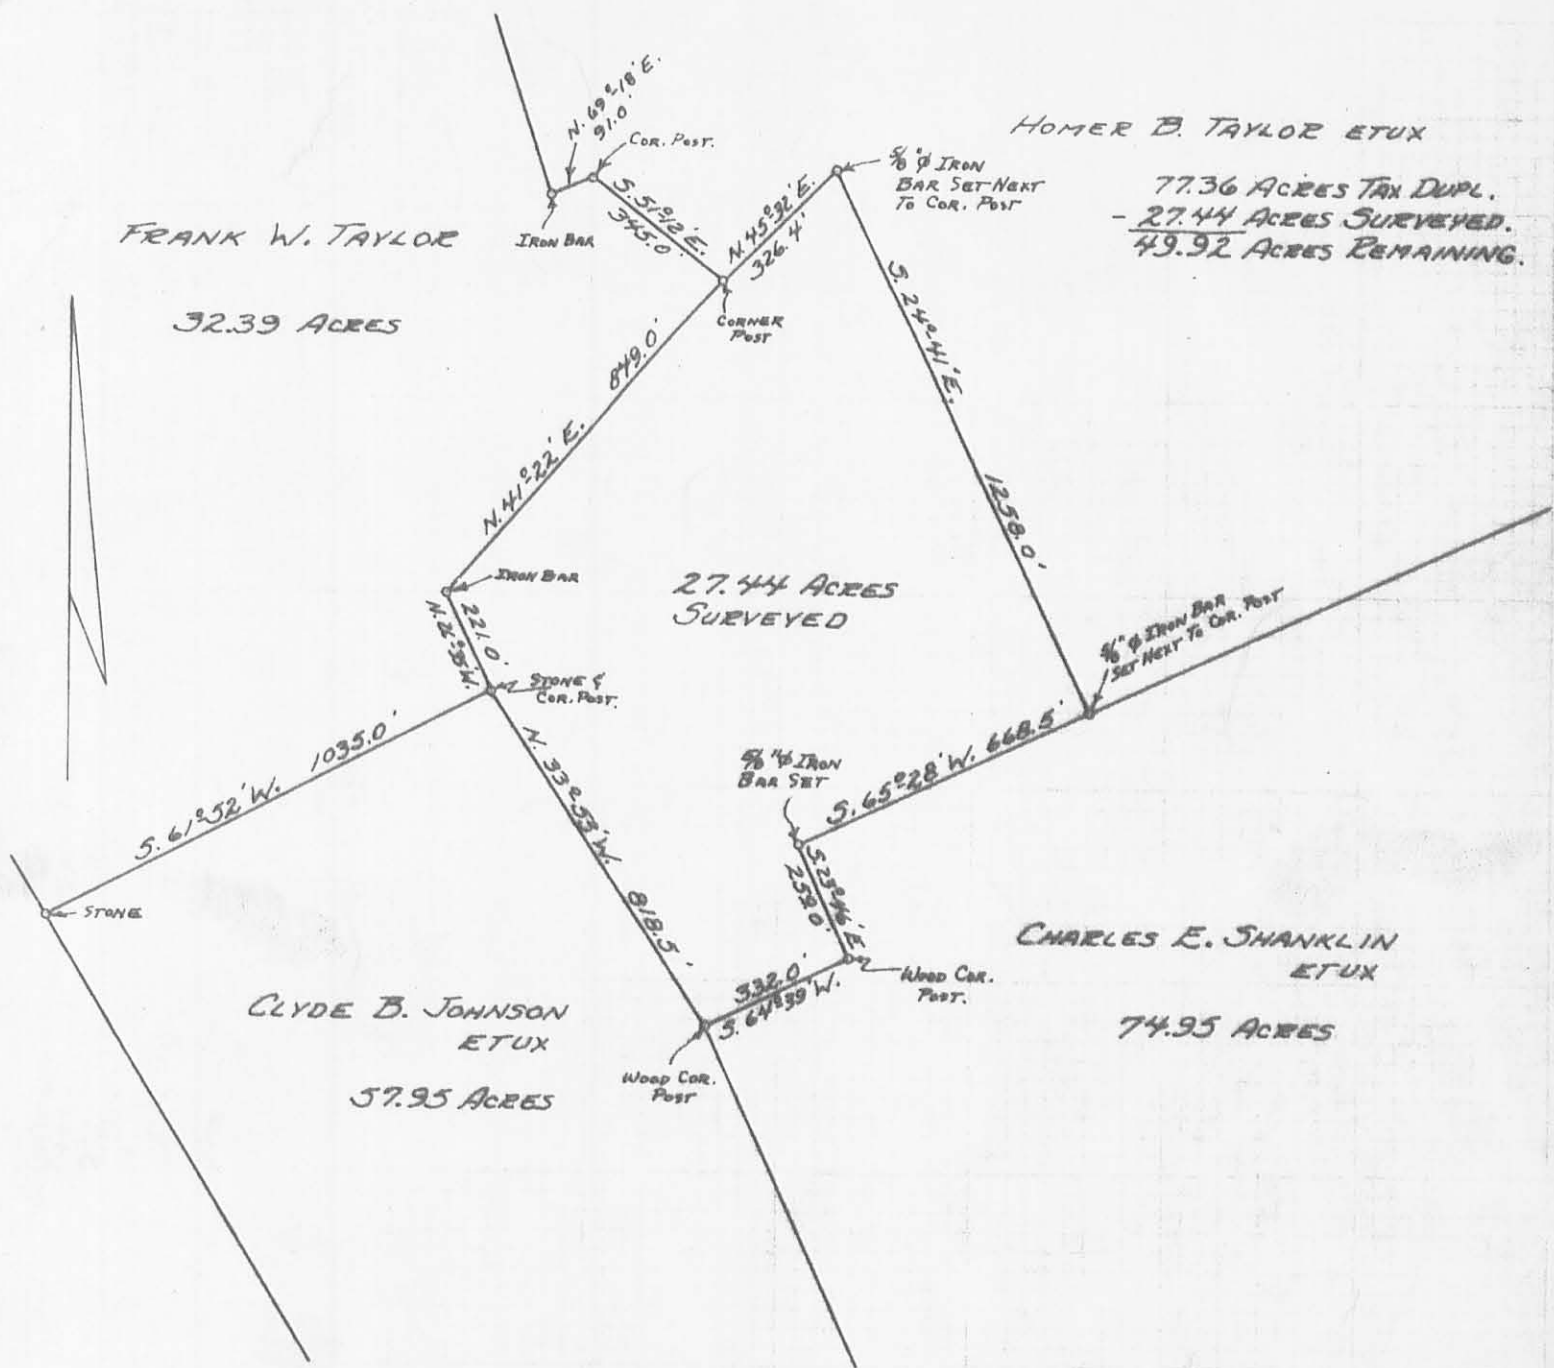 N. 69°-18' E.
91.0'
COR. POST.
HOMER B. TAYLOR ETUX
5/8" φ IRON
BAR SET NEXT
TO COR. POST
77.36 ACRES TAX DUPL.
- 27.44 ACRES SURVEYED.
49.92 ACRES REMAINING.
FRANK W. TAYLOR
32.39 ACRES
IRON BAR
S. 51°-12' E.
345.0'
N. 45°-32' E.
326.4'
CORNER
POST
S. 24°-41' E.
1258.0'
849.0'
N. 41°-22' E.
IRON BAR
27.44 ACRES
SURVEYED
221.0'
STONE &
COR. POST.
5/8" φ IRON BAR
SET NEXT TO COR. POST
S. 61°-52' W. 1035.0'
STONE
N. 33°-53' W. 818.5'
5/8" φ IRON
BAR SET
S. 65°-28' W. 668.5'
S. 23°-46' E.
259.0'
332.0'
S. 64°-39' W.
WOOD COR.
POST.
CHARLES E. SHANKLIN
ETUX
74.95 ACRES
CLYDE B. JOHNSON
ETUX
57.95 ACRES
WOOD COR.
POST